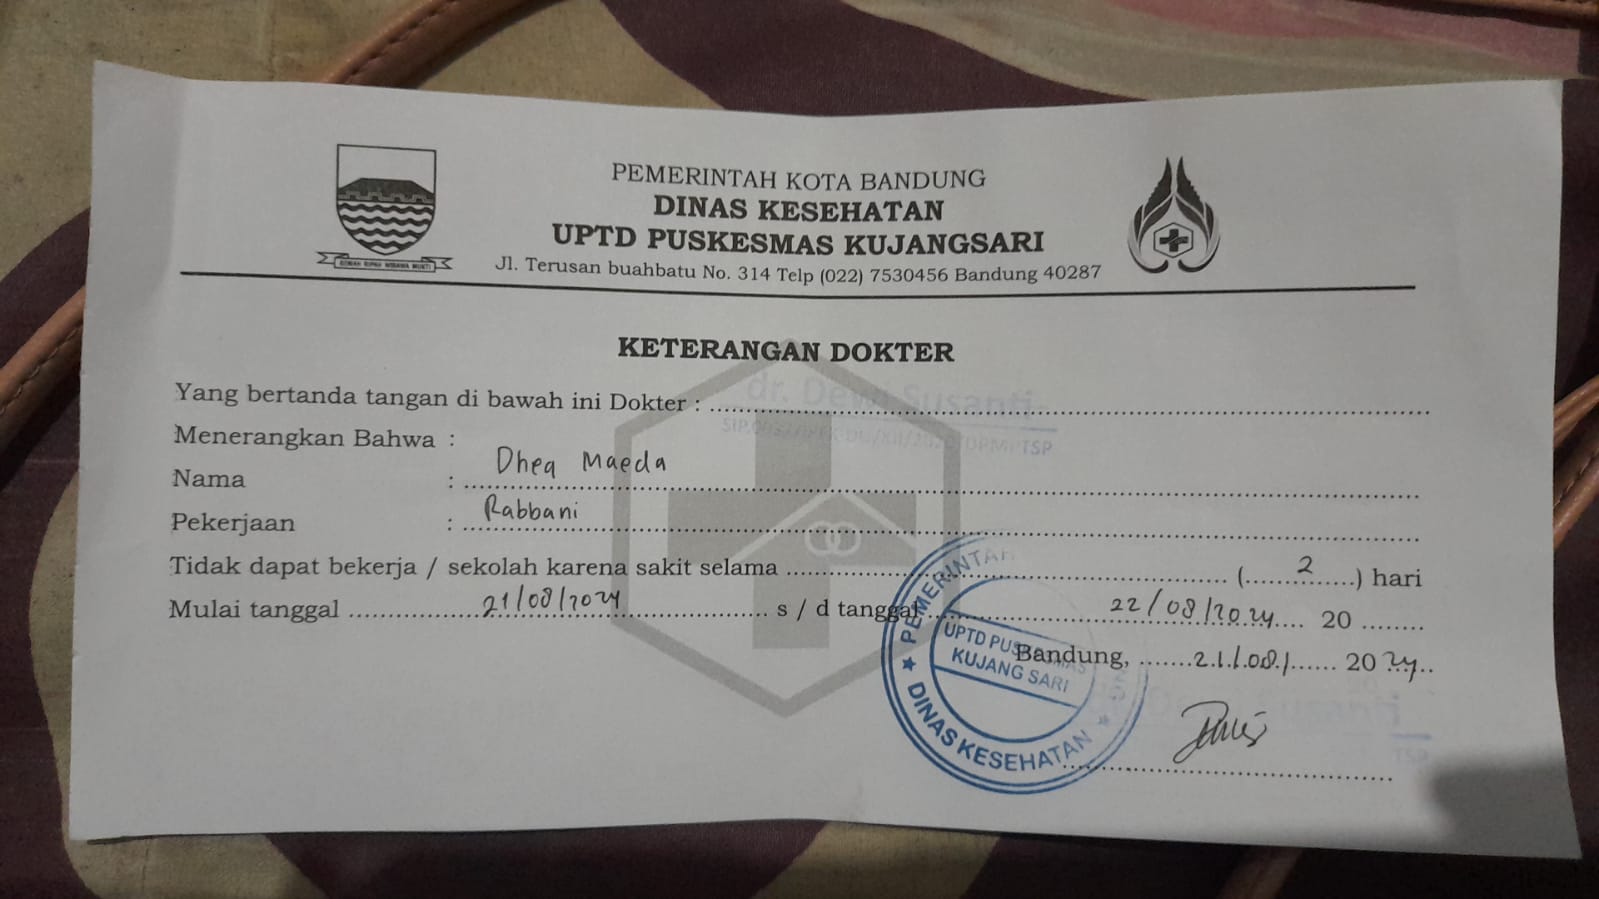 PEMERINTAH KOTA BANDUNG
DINAS KESEHATAN
UPTD PUSKESMAS KUJANGSARI
Jl. Terusan buahbatu No. 314 Telp (022) 7530456 Bandung 40287
KETERANGAN DOKTER
Yang bertanda tangan di bawah ini Dokter : dr. Dewi Susanti
Menerangkan Bahwa :
Nama : Dhea Maeda
Pekerjaan : Rabbani
Tidak dapat bekerja / sekolah karena sakit selama (2) hari
Mulai tanggal 21/08/2024 s / d tanggal 22/08/2024 20
Bandung, 21/08/ 2024
PEMERINTAH
UPTD PUSKESMAS
KUJANG SARI
DINAS KESEHATAN